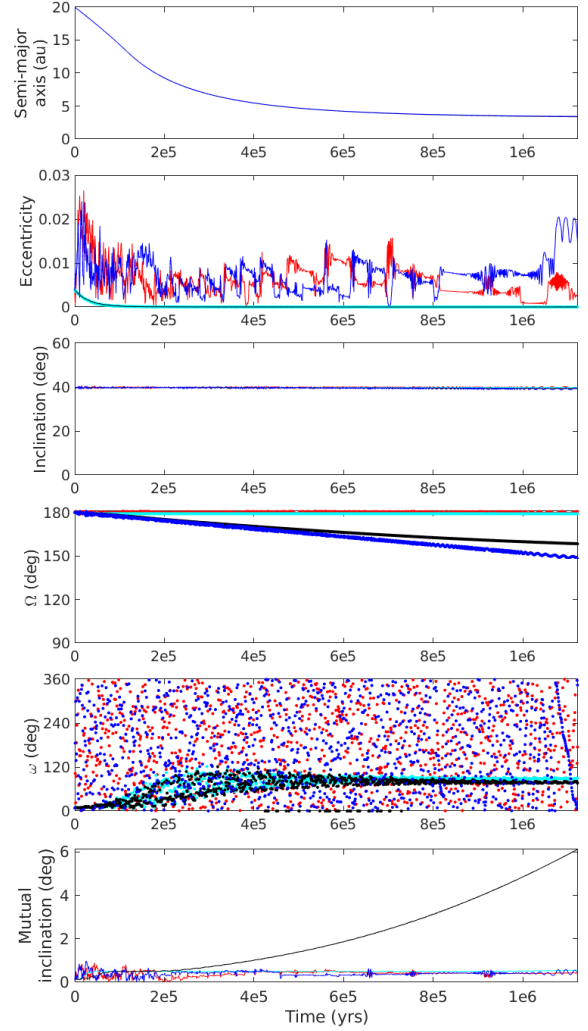 20
15
10
5
0
Semi-major
axis (au)
0 2e5 4e5 6e5 8e5 1e6
0.03
0.02
0.01
0
Eccentricity
0 2e5 4e5 6e5 8e5 1e6
60
40
20
0
Inclination (deg)
0 2e5 4e5 6e5 8e5 1e6
180
150
120
90
Ω (deg)
0 2e5 4e5 6e5 8e5 1e6
360
240
120
0
ω (deg)
0 2e5 4e5 6e5 8e5 1e6
6
4
2
0
Mutual
inclination (deg)
0 2e5 4e5 6e5 8e5 1e6
Time (yrs)